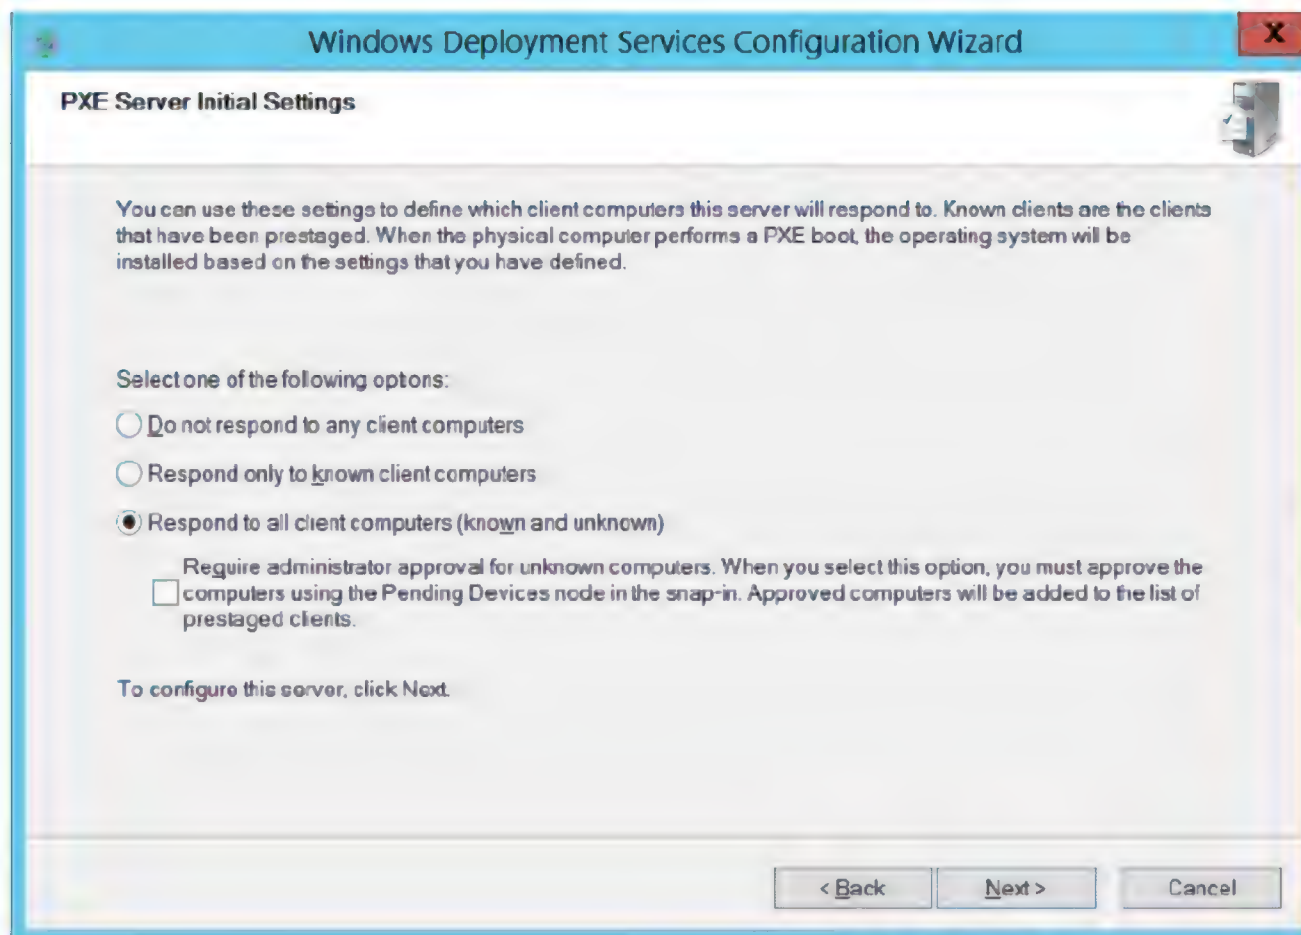 Windows Deployment Services Configuration Wizard
X
PXE Server Initial Settings
You can use these settings to define which client computers this server will respond to. Known clients are the clients
that have been prestaged. When the physical computer performs a PXE boot, the operating system will be
installed based on the settings that you have defined.
Select one of the following optons:
Do not respond to any client computers
Respond only to known client computers
Respond to all client computers (known and unknown)
Require administrator approval for unknown computers. When you select this option, you must approve the
computers using the Pending Devices node in the snap-in. Approved computers will be added to the list of
prestaged clients.
To configure this server, click Next.
< Back
Next >
Cancel